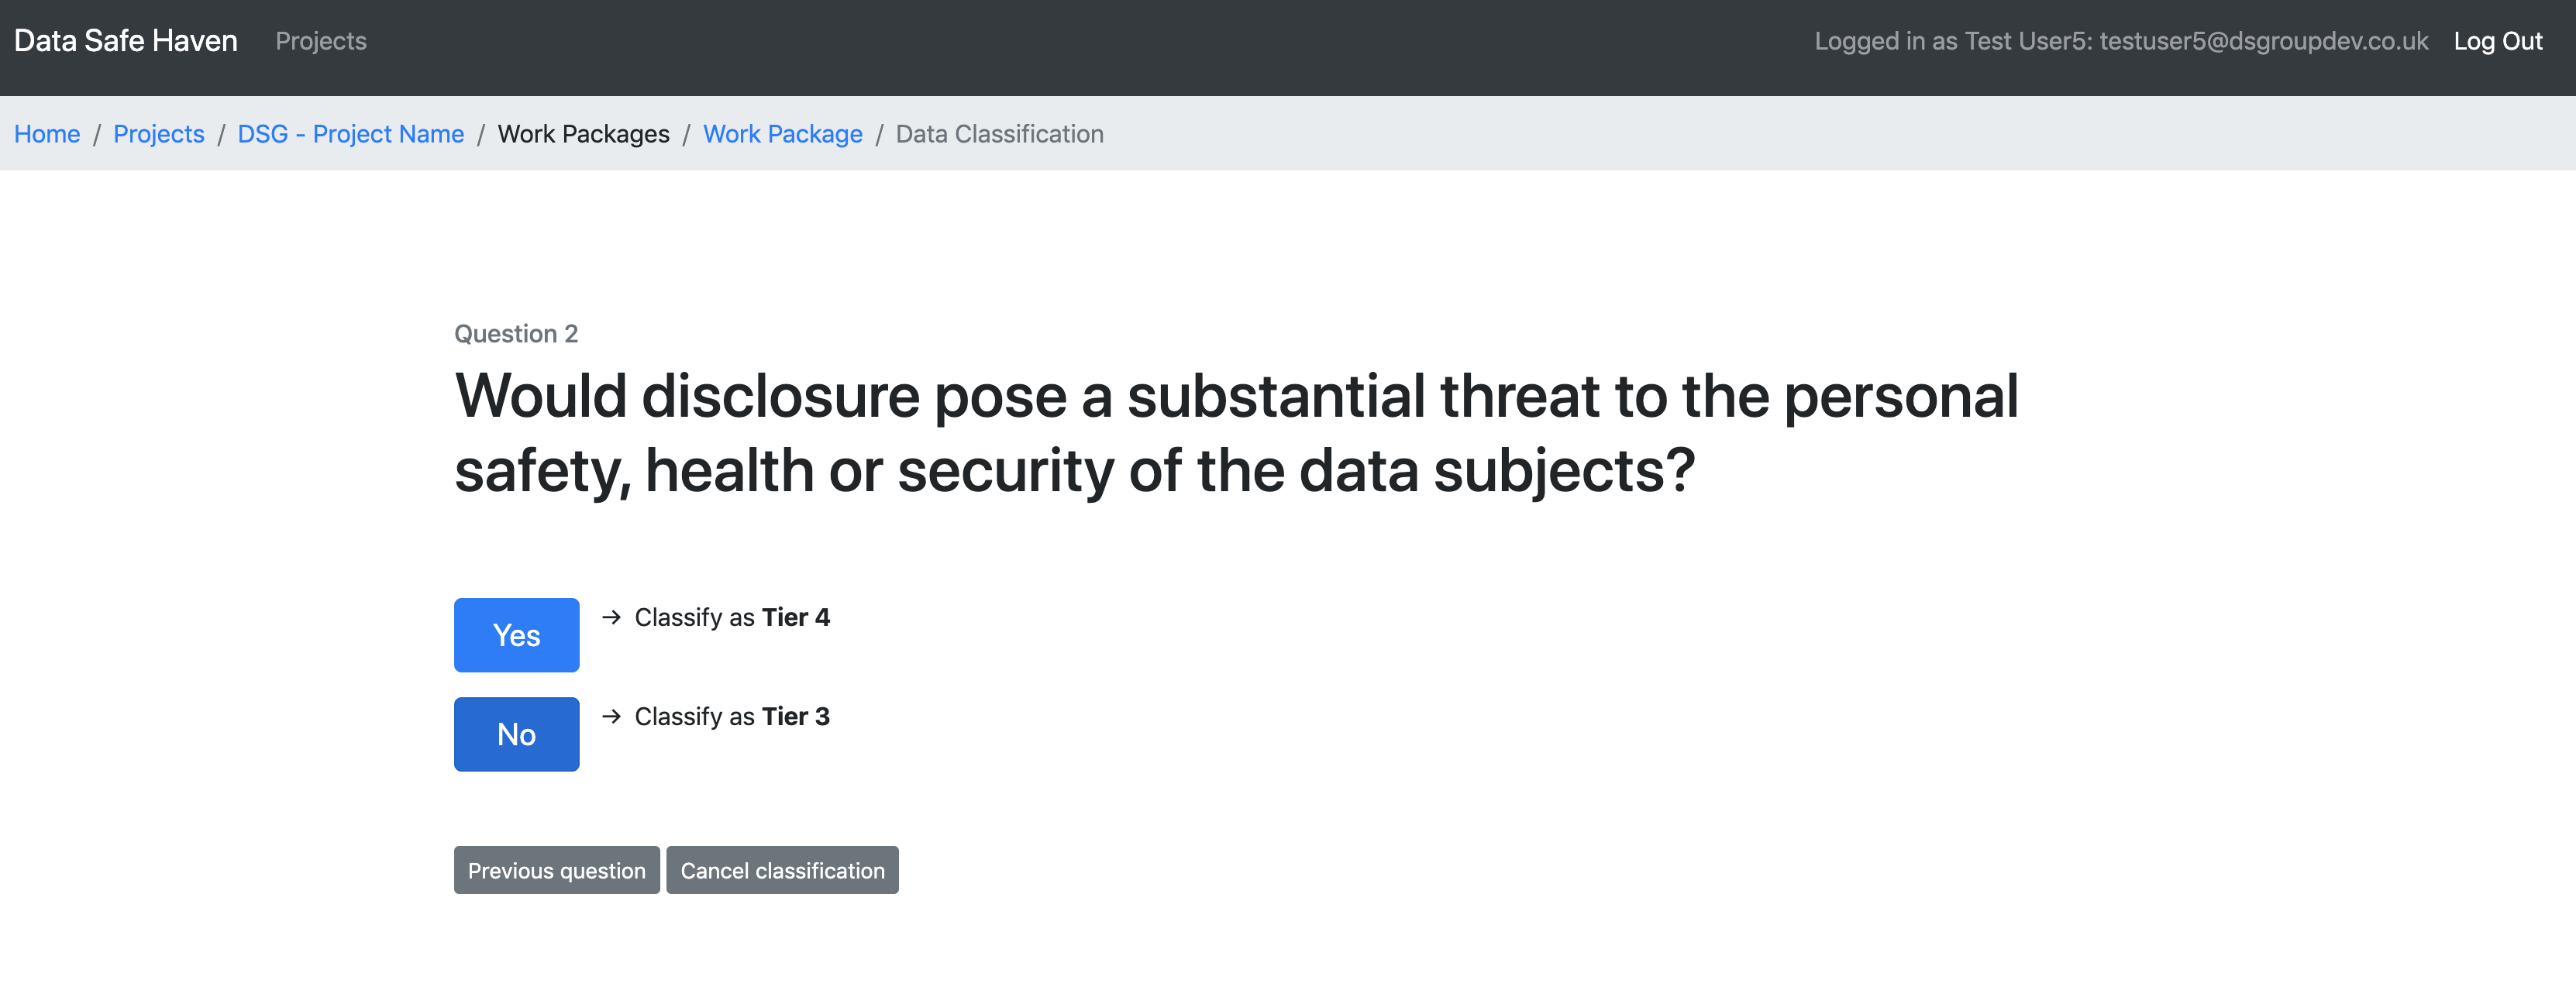 Data Safe Haven Projects Logged in as Test User5: testuser5@dsgroupdev.co.uk Log Out
Home / Projects / DSG - Project Name / Work Packages / Work Package / Data Classification
Question 2
Would disclosure pose a substantial threat to the personal
safety, health or security of the data subjects?
Yes → Classify as Tier 4
No → Classify as Tier 3
Previous question Cancel classification